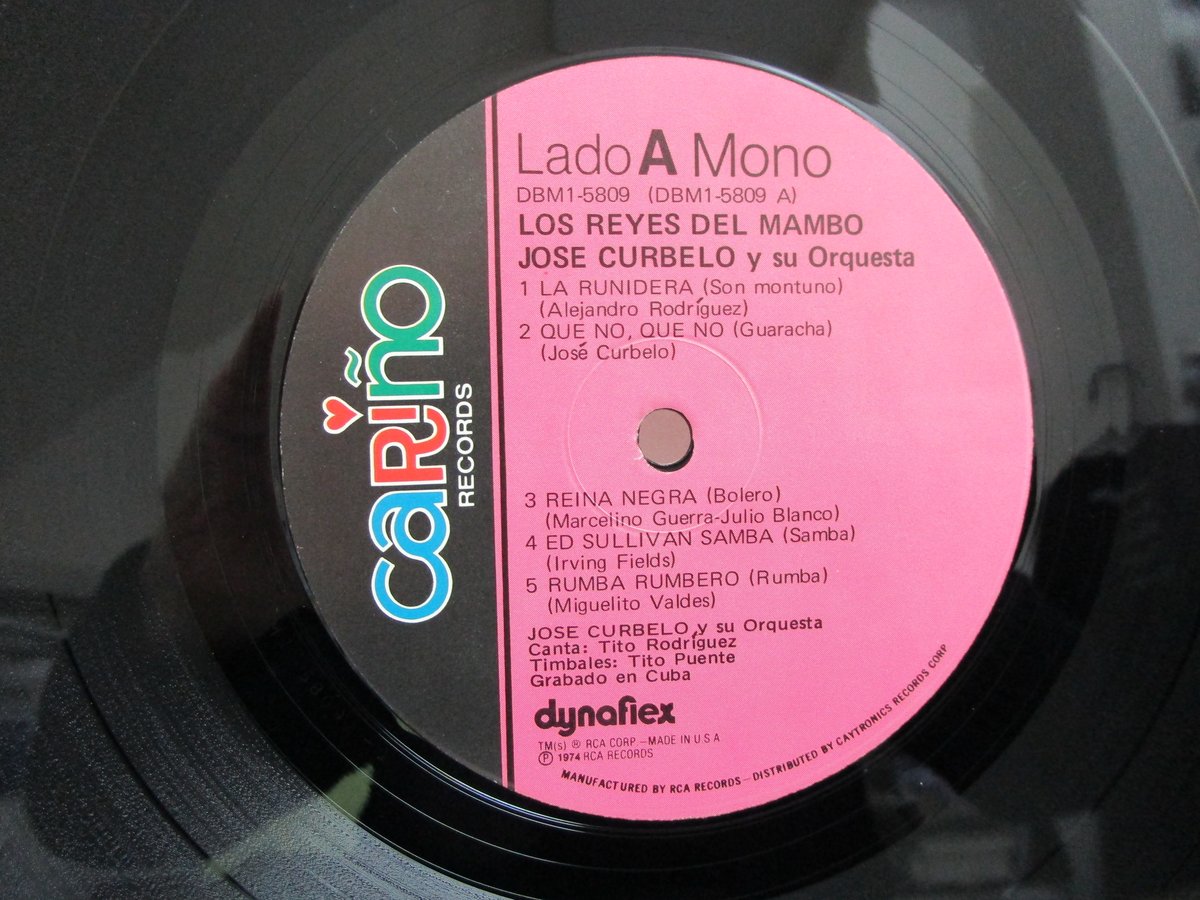 Lado A Mono
DBM1-5809 (DBM1-5809 A)
LOS REYES DEL MAMBO
JOSE CURBELO y su Orquesta
1 LA RUNIDERA (Son montuno)
(Alejandro Rodríguez)
2 QUE NO, QUE NO (Guaracha)
(José Curbelo)
3 REINA NEGRA (Bolero)
(Marcelino Guerra-Julio Blanco)
4 ED SULLIVAN SAMBA (Samba)
(Irving Fields)
5 RUMBA RUMBERO (Rumba)
(Miguelito Valdes)
JOSE CURBELO y su Orquesta
Canta: Tito Rodríguez
Timbales: Tito Puente
Grabado en Cuba
dynaflex
TM(s) ® RCA CORP—MADE IN U.S.A
℗ 1974 RCA RECORDS
MANUFACTURED BY RCA RECORDS—DISTRIBUTED BY CAYTRONICS RECORDS CORP
CARIÑO
RECORDS